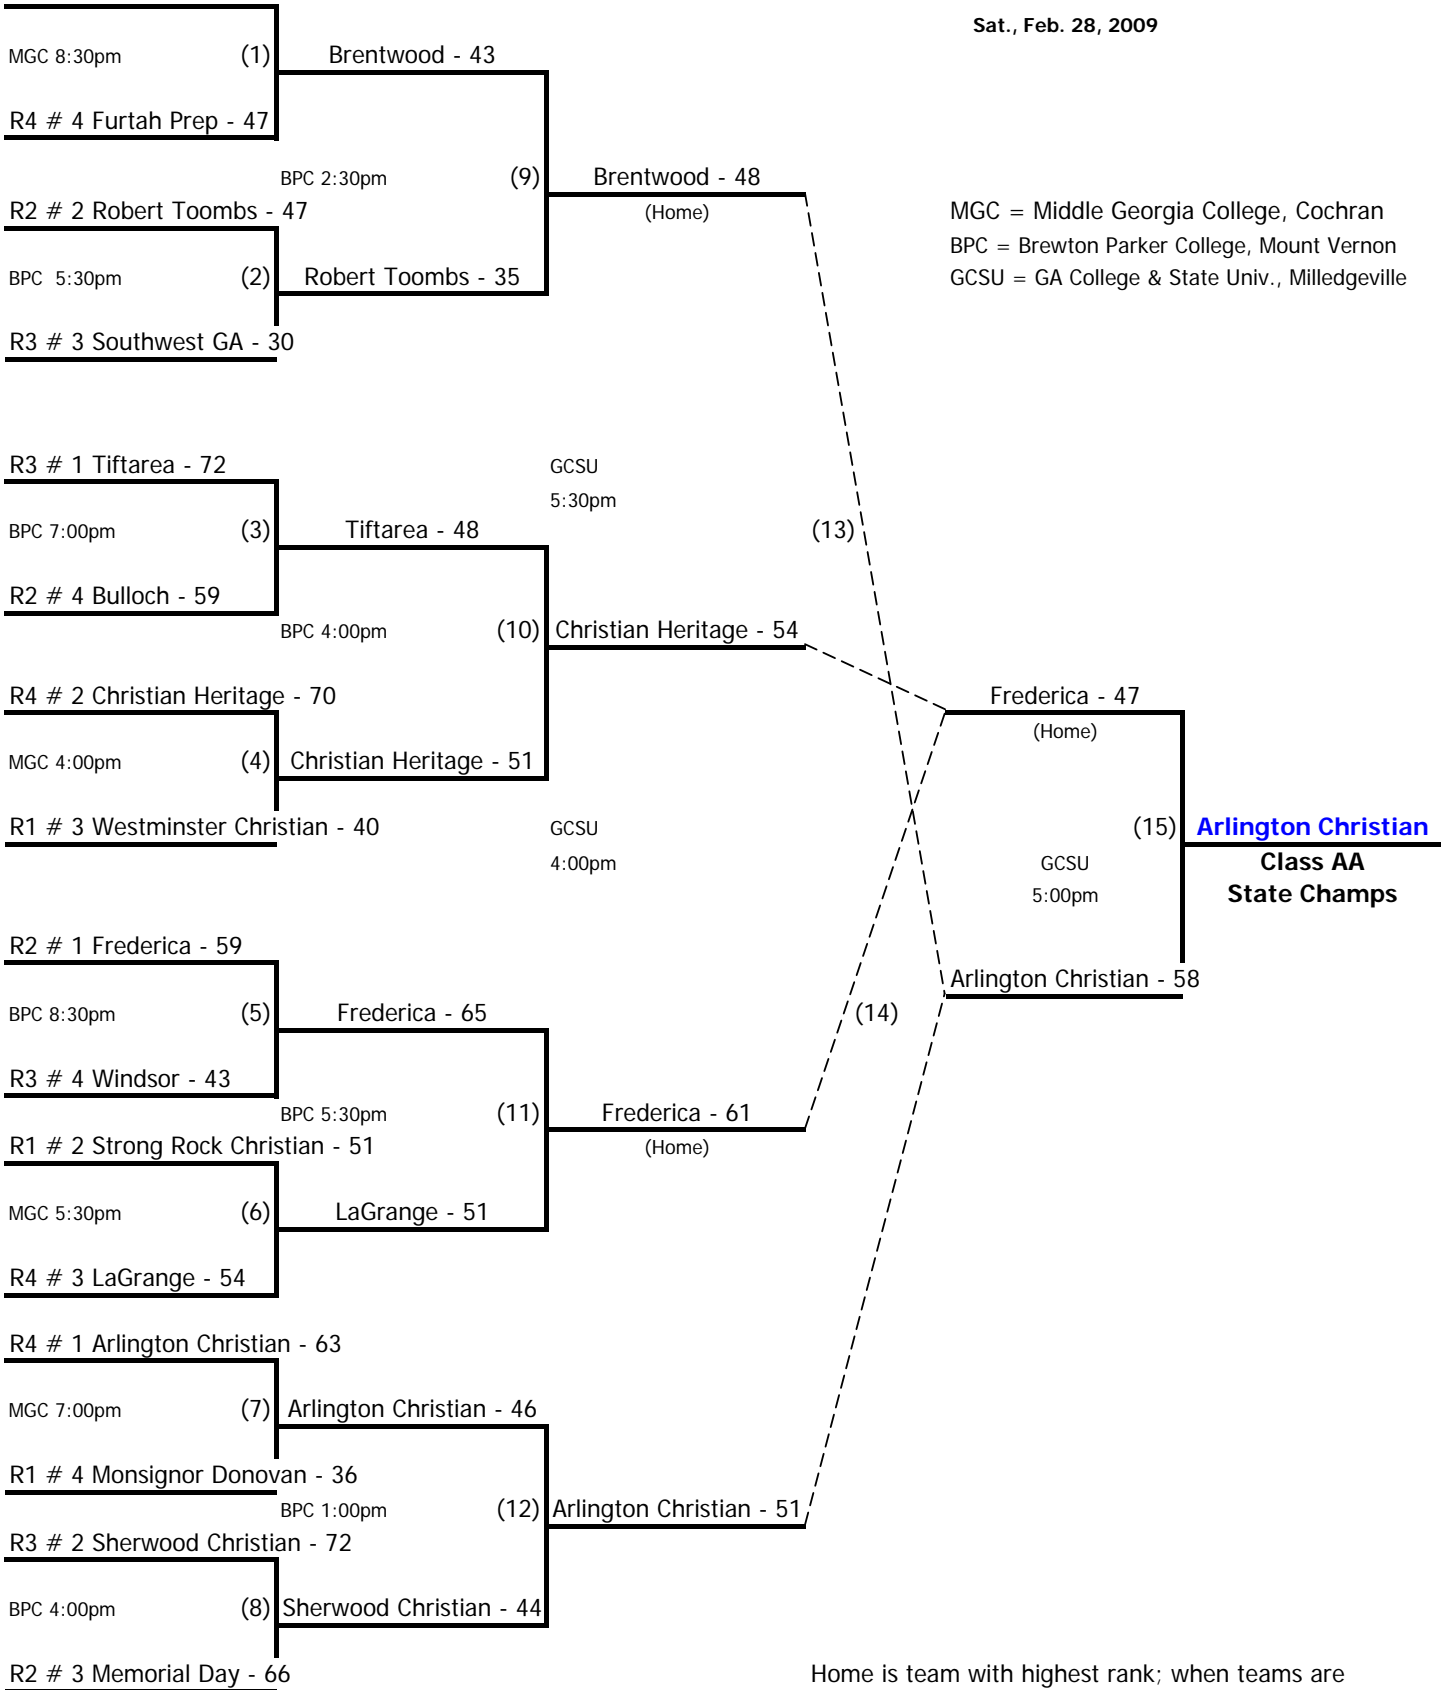 Sat., Feb. 28, 2009
MGC 8:30pm (1) Brentwood - 43
R4 # 4 Furtah Prep - 47
BPC 2:30pm (9) Brentwood - 48
(Home)
R2 # 2 Robert Toombs - 47
MGC = Middle Georgia College, Cochran
BPC = Brewton Parker College, Mount Vernon
GCSU = GA College & State Univ., Milledgeville
BPC 5:30pm (2) Robert Toombs - 35
R3 # 3 Southwest GA - 30
R3 # 1 Tiftarea - 72
GCSU
5:30pm
BPC 7:00pm (3) Tiftarea - 48
(13)
R2 # 4 Bulloch - 59
BPC 4:00pm (10) Christian Heritage - 54
R4 # 2 Christian Heritage - 70
Frederica - 47
(Home)
MGC 4:00pm (4) Christian Heritage - 51
R1 # 3 Westminster Christian - 40
GCSU
4:00pm
(15) Arlington Christian
GCSU
5:00pm
Class AA
State Champs
R2 # 1 Frederica - 59
Arlington Christian - 58
BPC 8:30pm (5) Frederica - 65
(14)
R3 # 4 Windsor - 43
BPC 5:30pm (11) Frederica - 61
(Home)
R1 # 2 Strong Rock Christian - 51
MGC 5:30pm (6) LaGrange - 51
R4 # 3 LaGrange - 54
R4 # 1 Arlington Christian - 63
MGC 7:00pm (7) Arlington Christian - 46
R1 # 4 Monsignor Donovan - 36
BPC 1:00pm (12) Arlington Christian - 51
R3 # 2 Sherwood Christian - 72
BPC 4:00pm (8) Sherwood Christian - 44
R2 # 3 Memorial Day - 66
Home is team with highest rank; when teams are